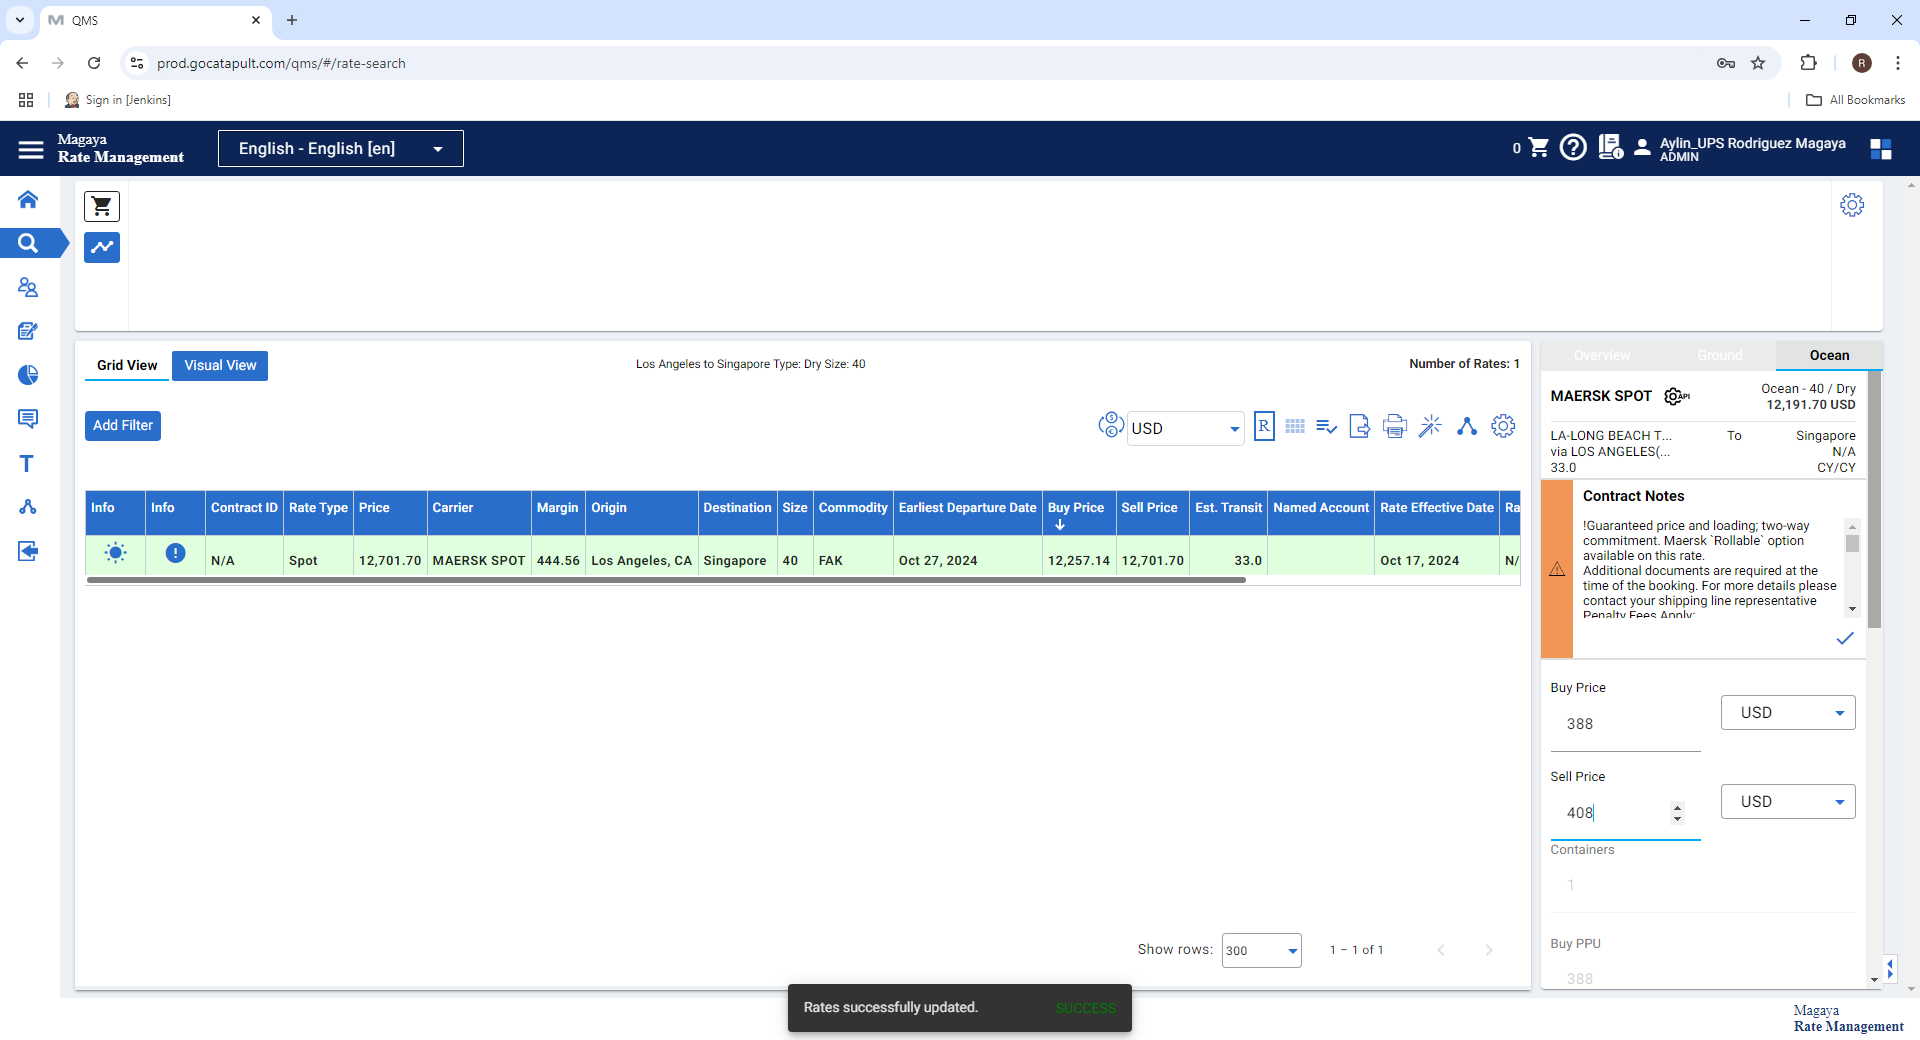 QMS
prod.gocatapult.com/qms/#/rate-search
R
Sign in [Jenkins]
All Bookmarks
Magaya
Rate Management
English - English [en]
0
Aylin_UPS Rodriguez Magaya
ADMIN
Grid View
Visual View
Los Angeles to Singapore Type: Dry Size: 40
Number of Rates: 1
Add Filter
USD
R
Info Info Contract ID Rate Type Price Carrier Margin Origin Destination Size Commodity Earliest Departure Date Buy Price Sell Price Est. Transit Named Account Rate Effective Date Ra
N/A Spot 12,701.70 MAERSK SPOT 444.56 Los Angeles, CA Singapore 40 FAK Oct 27, 2024 12,257.14 12,701.70 33.0 Oct 17, 2024 N/
Show rows: 300 1 – 1 of 1
Overview Ground Ocean
MAERSK SPOT API
Ocean - 40 / Dry
12,191.70 USD
LA-LONG BEACH T... To Singapore
via LOS ANGELES(... N/A
33.0 CY/CY
Contract Notes
!Guaranteed price and loading; two-way
commitment. Maersk `Rollable` option
available on this rate.
Additional documents are required at the
time of the booking. For more details please
contact your shipping line representative
Penalty Fees Apply:
Buy Price
388 USD
Sell Price
408 USD
Containers
1
Buy PPU
388
Rates successfully updated. SUCCESS
Magaya
Rate Management